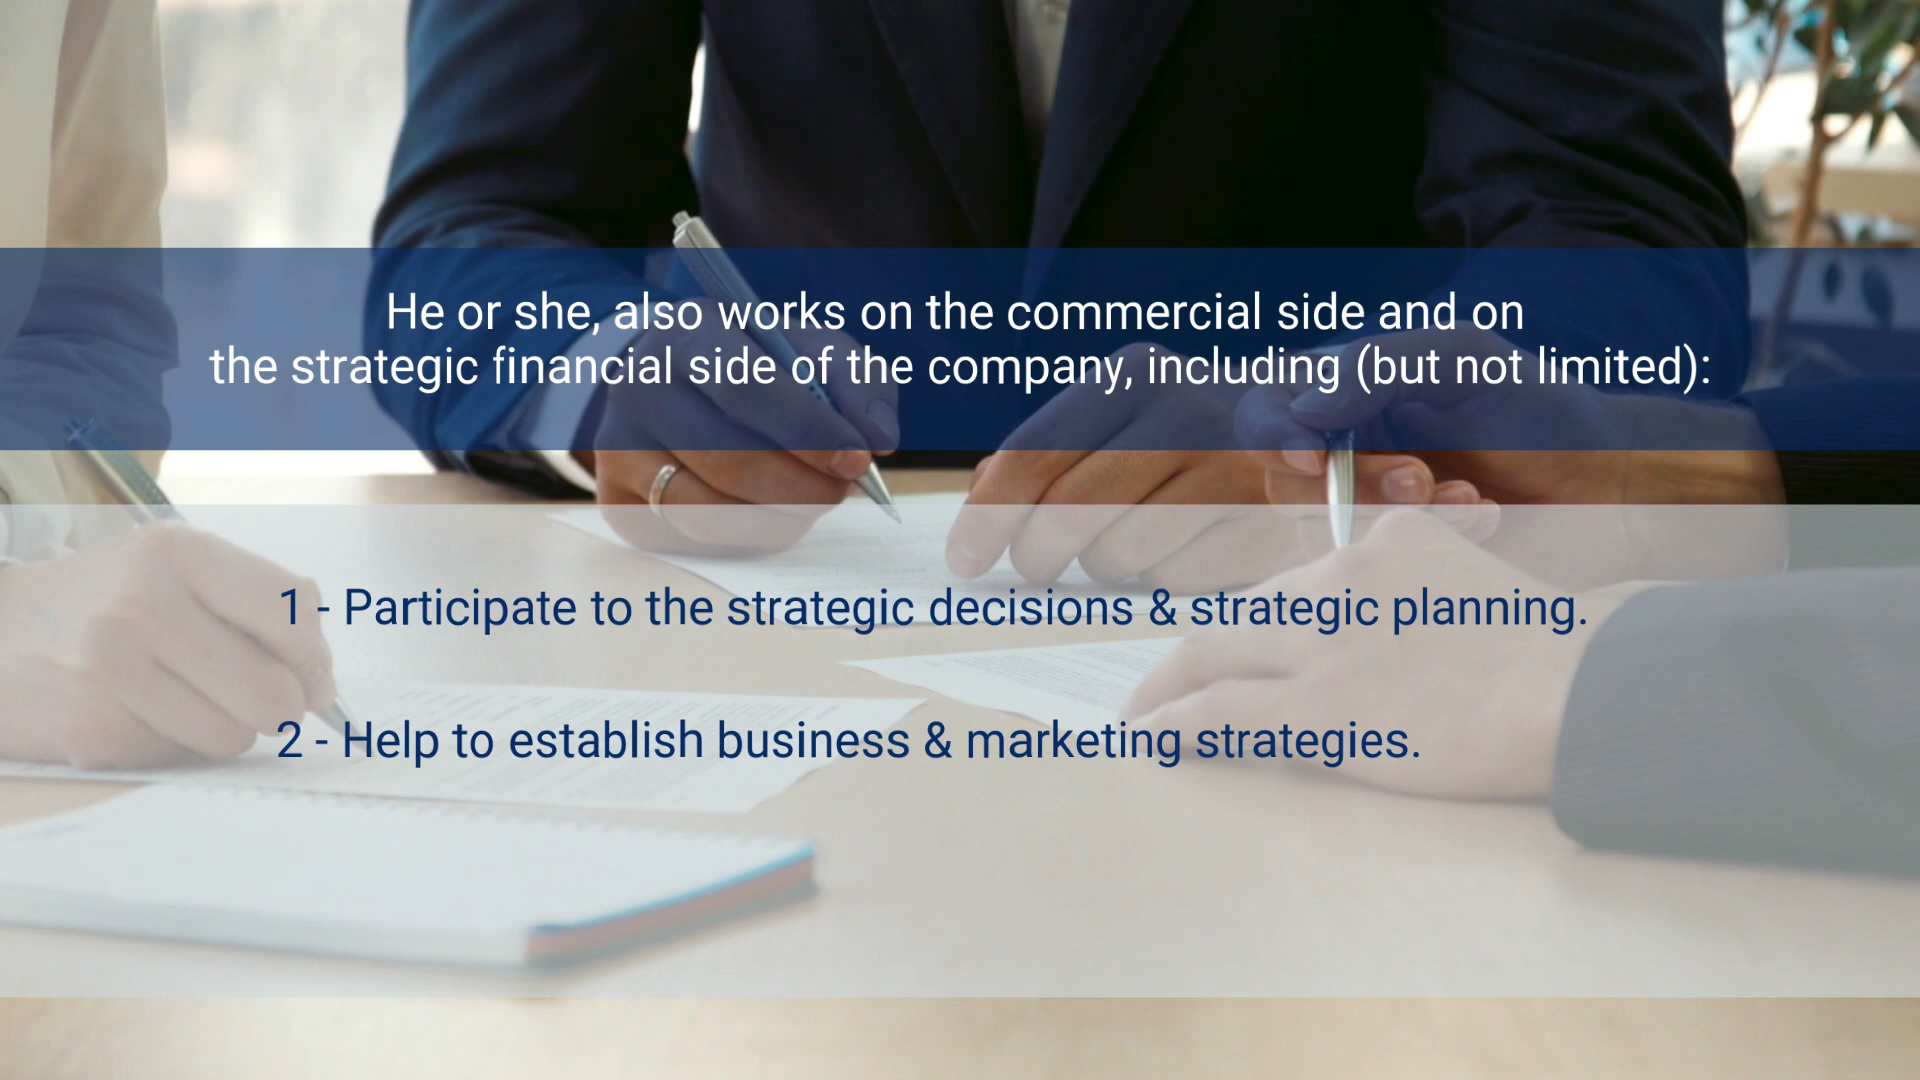 He or she, also works on the commercial side and on
the strategic financial side of the company, including (but not limited):
1 - Participate to the strategic decisions & strategic planning.
2 - Help to establish business & marketing strategies.